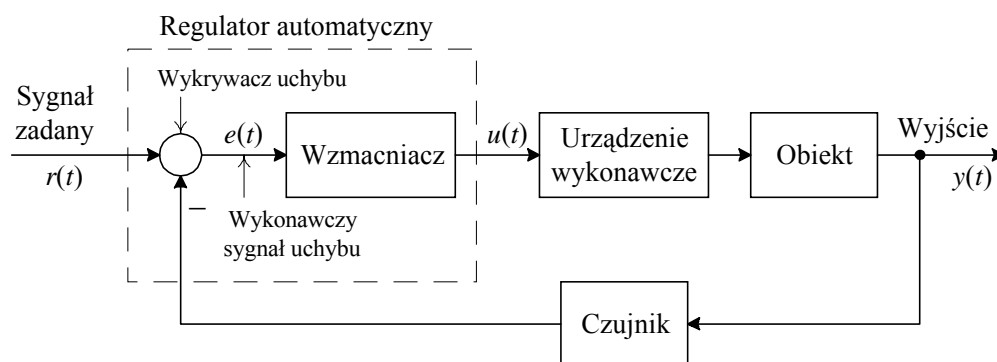 Regulator automatyczny
Wykrywacz uchybu
Sygnał
zadany
r(t)
e(t)
Wzmacniacz
u(t)
Urządzenie
wykonawcze
Obiekt
Wyjście
y(t)
−
Wykonawczy
sygnał uchybu
Czujnik